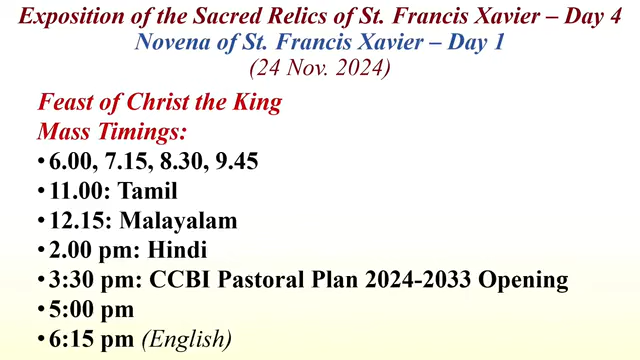 Exposition of the Sacred Relics of St. Francis Xavier – Day 4
Novena of St. Francis Xavier – Day 1
(24 Nov. 2024)
Feast of Christ the King
Mass Timings:
•6.00, 7.15, 8.30, 9.45
•11.00: Tamil
•12.15: Malayalam
•2.00 pm: Hindi
•3:30 pm: CCBI Pastoral Plan 2024-2033 Opening
•5:00 pm
•6:15 pm (English)